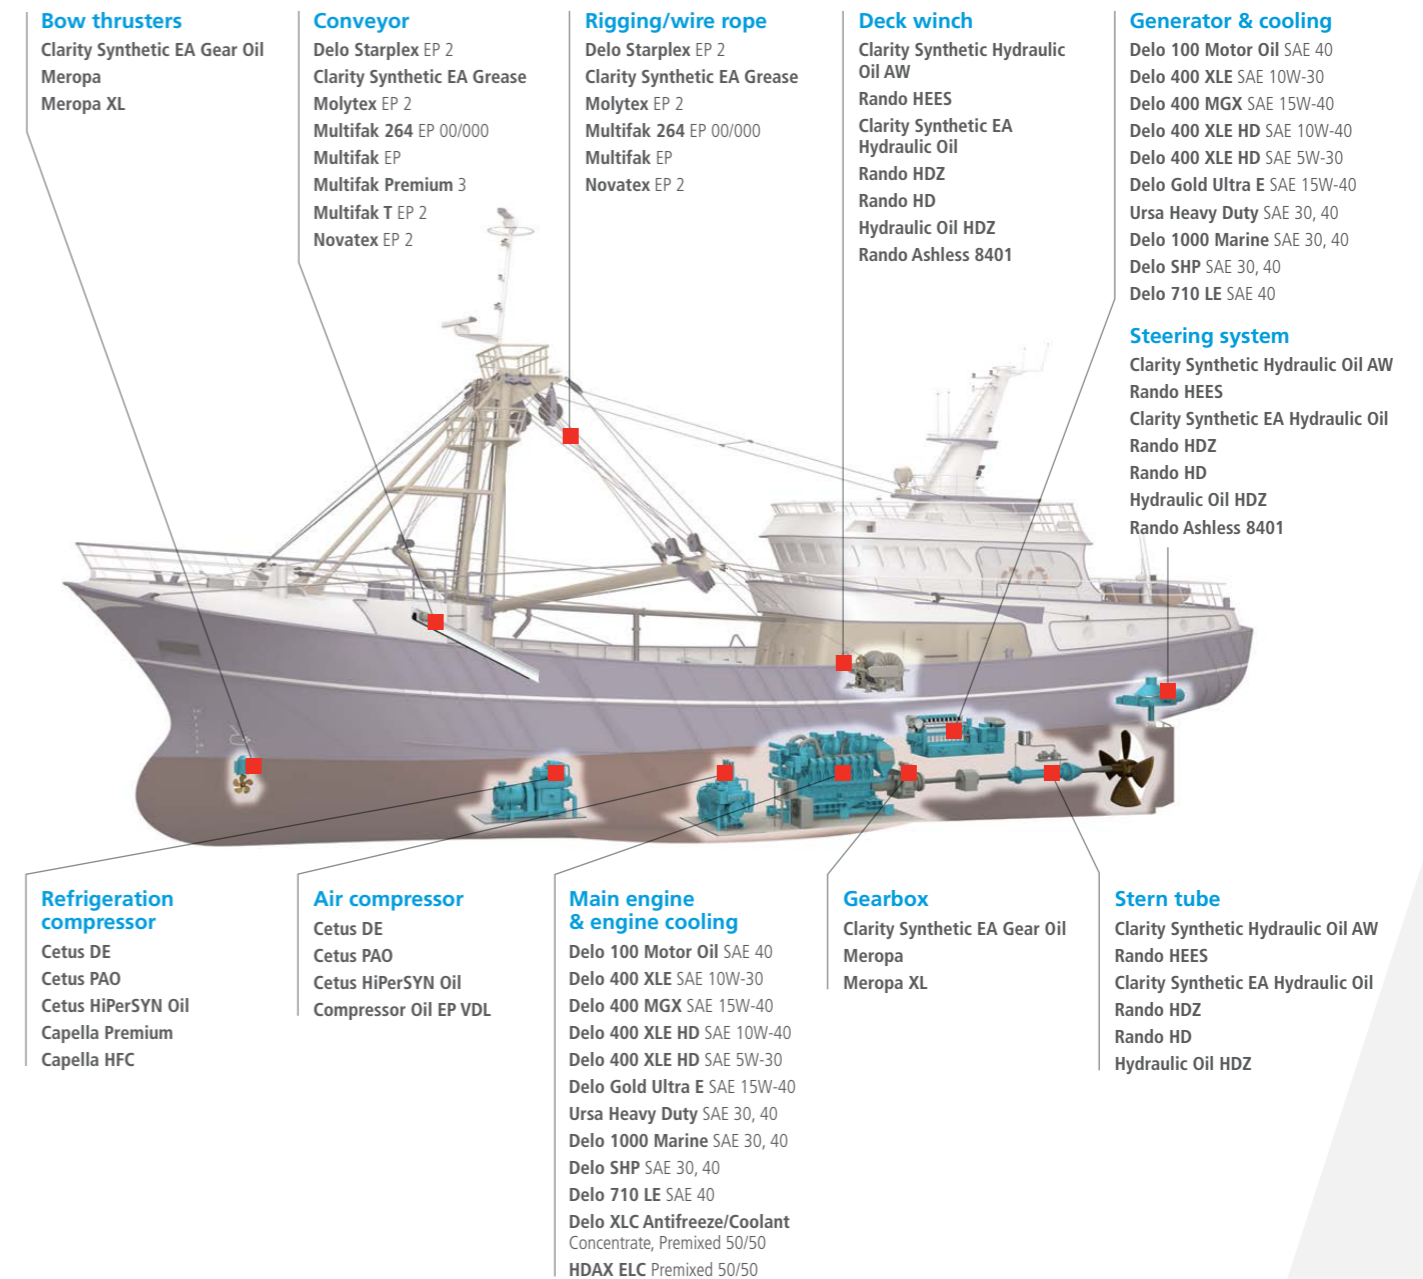 Bow thrusters
Clarity Synthetic EA Gear Oil
Meropa
Meropa XL
Conveyor
Delo Starplex EP 2
Clarity Synthetic EA Grease
Molytex EP 2
Multifak 264 EP 00/000
Multifak EP
Multifak Premium 3
Multifak T EP 2
Novatex EP 2
Rigging/wire rope
Delo Starplex EP 2
Clarity Synthetic EA Grease
Molytex EP 2
Multifak 264 EP 00/000
Multifak EP
Novatex EP 2
Deck winch
Clarity Synthetic Hydraulic
Oil AW
Rando HEES
Clarity Synthetic EA
Hydraulic Oil
Rando HDZ
Rando HD
Hydraulic Oil HDZ
Rando Ashless 8401
Generator & cooling
Delo 100 Motor Oil SAE 40
Delo 400 XLE SAE 10W-30
Delo 400 MGX SAE 15W-40
Delo 400 XLE HD SAE 10W-40
Delo 400 XLE HD SAE 5W-30
Delo Gold Ultra E SAE 15W-40
Ursa Heavy Duty SAE 30, 40
Delo 1000 Marine SAE 30, 40
Delo SHP SAE 30, 40
Delo 710 LE SAE 40
Steering system
Clarity Synthetic Hydraulic Oil AW
Rando HEES
Clarity Synthetic EA Hydraulic Oil
Rando HDZ
Rando HD
Hydraulic Oil HDZ
Rando Ashless 8401
Refrigeration
compressor
Cetus DE
Cetus PAO
Cetus HiPerSYN Oil
Capella Premium
Capella HFC
Air compressor
Cetus DE
Cetus PAO
Cetus HiPerSYN Oil
Compressor Oil EP VDL
Main engine
& engine cooling
Delo 100 Motor Oil SAE 40
Delo 400 XLE SAE 10W-30
Delo 400 MGX SAE 15W-40
Delo 400 XLE HD SAE 10W-40
Delo 400 XLE HD SAE 5W-30
Delo Gold Ultra E SAE 15W-40
Ursa Heavy Duty SAE 30, 40
Delo 1000 Marine SAE 30, 40
Delo SHP SAE 30, 40
Delo 710 LE SAE 40
Delo XLC Antifreeze/Coolant
Concentrate, Premixed 50/50
HDAX ELC Premixed 50/50
Gearbox
Clarity Synthetic EA Gear Oil
Meropa
Meropa XL
Stern tube
Clarity Synthetic Hydraulic Oil AW
Rando HEES
Clarity Synthetic EA Hydraulic Oil
Rando HDZ
Rando HD
Hydraulic Oil HDZ